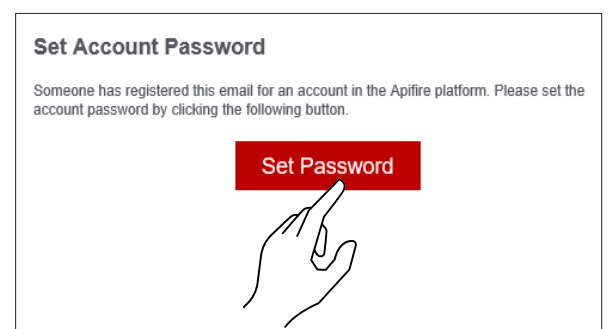 Set Account Password
Someone has registered this email for an account in the Apifire platform. Please set the
account password by clicking the following button.
Set Password